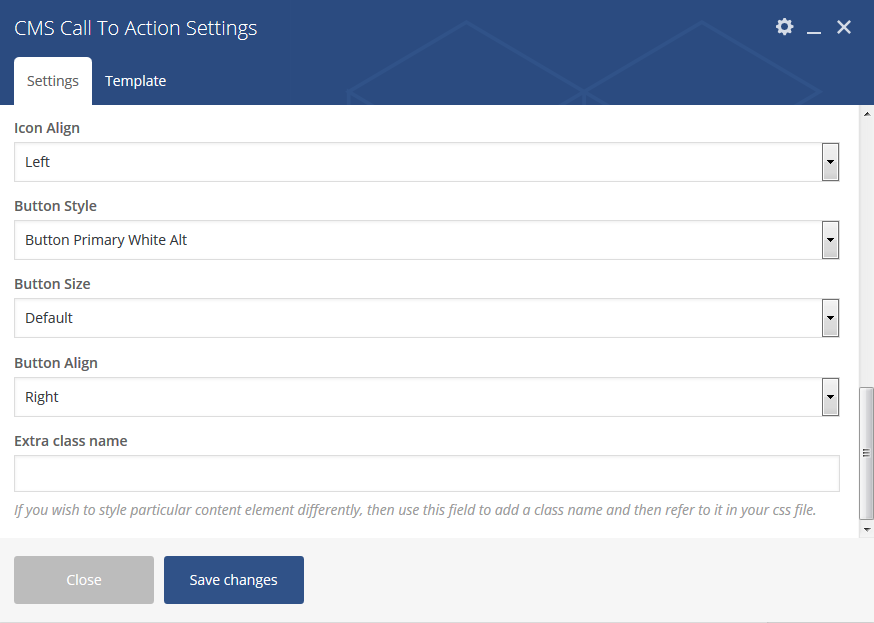 CMS Call To Action Settings
Settings
Template
Icon Align
Left
Button Style
Button Primary White Alt
Button Size
Default
Button Align
Right
Extra class name
If you wish to style particular content element differently, then use this field to add a class name and then refer to it in your css file.
Close
Save changes